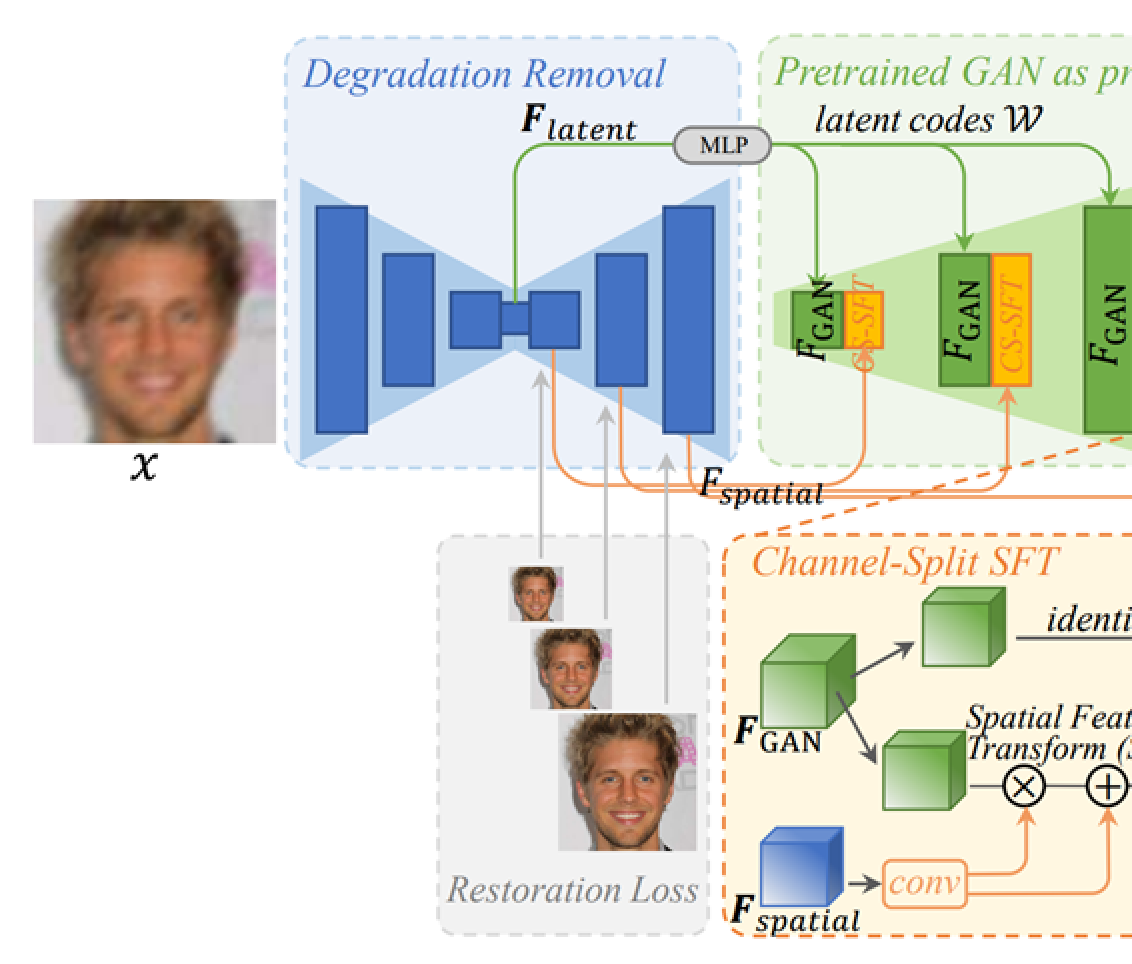 Degradation Removal
Pretrained GAN as pr
F latent
MLP
latent codes W
F GAN
CS-SFT
F GAN
CS-SFT
F GAN
x
F spatial
Channel-Split SFT
identi
F GAN
Spatial Feat
Transform (S
conv
F spatial
Restoration Loss